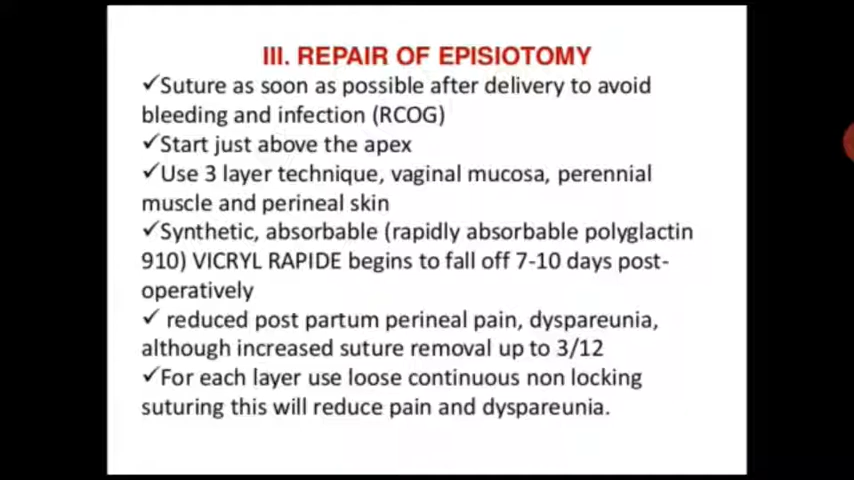 III. REPAIR OF EPISIOTOMY
✓Suture as soon as possible after delivery to avoid
bleeding and infection (RCOG)
✓Start just above the apex
✓Use 3 layer technique, vaginal mucosa, perennial
muscle and perineal skin
✓Synthetic, absorbable (rapidly absorbable polyglactin
910) VICRYL RAPIDE begins to fall off 7-10 days post-
operatively
✓ reduced post partum perineal pain, dyspareunia,
although increased suture removal up to 3/12
✓For each layer use loose continuous non locking
suturing this will reduce pain and dyspareunia.